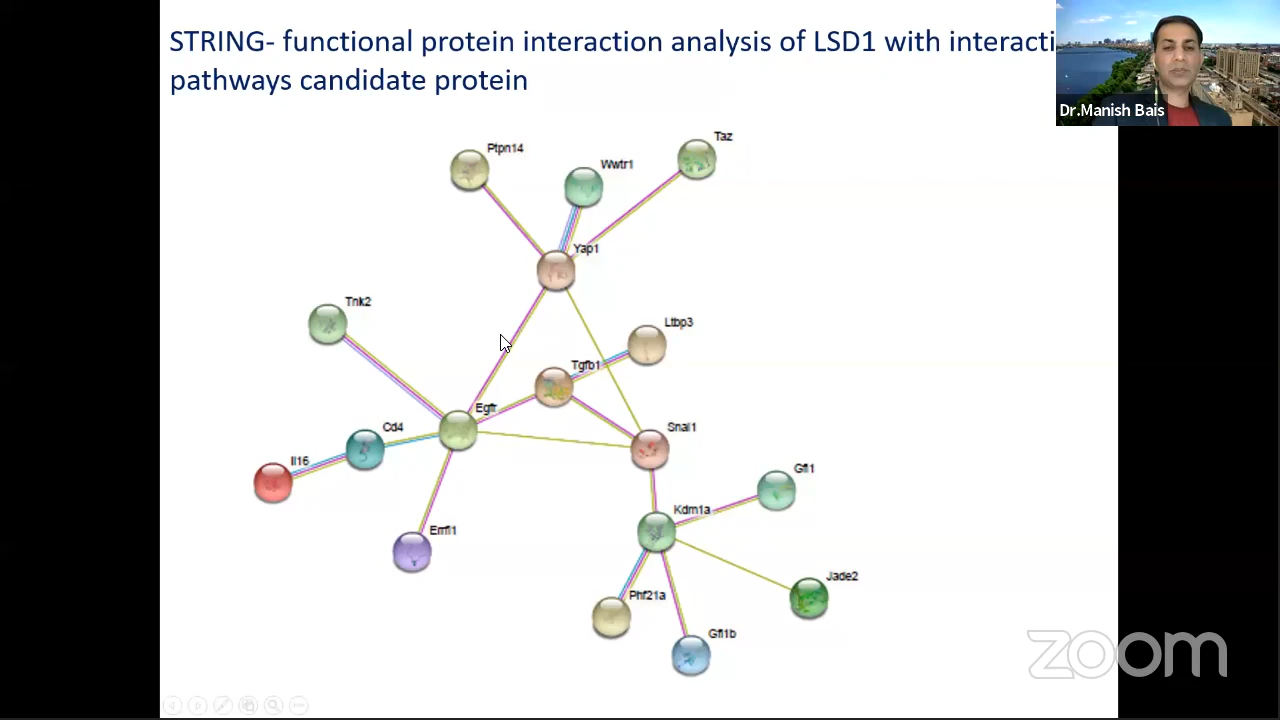 STRING- functional protein interaction analysis of LSD1 with interacti
pathways candidate protein
Dr.Manish Bais
Ptpn14
Wwtr1
Taz
Yap1
Tnk2
Ltbp3
Tgfb1
Egfr
Cd4
Snai1
Il16
Gfi1
Kdm1a
Errfi1
Jade2
Phf21a
Gfi1b
zoom